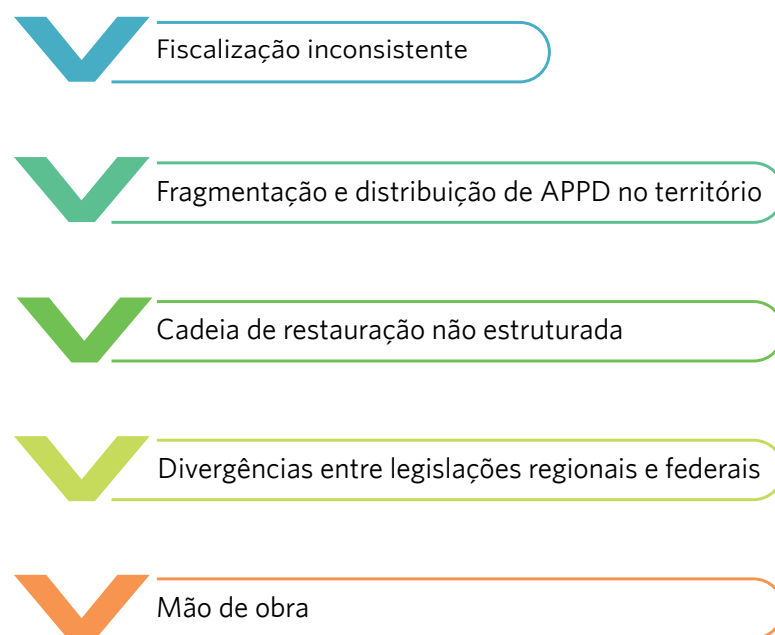 Fiscalização inconsistente
Fragmentação e distribuição de APPD no território
Cadeia de restauração não estruturada
Divergências entre legislações regionais e federais
Mão de obra